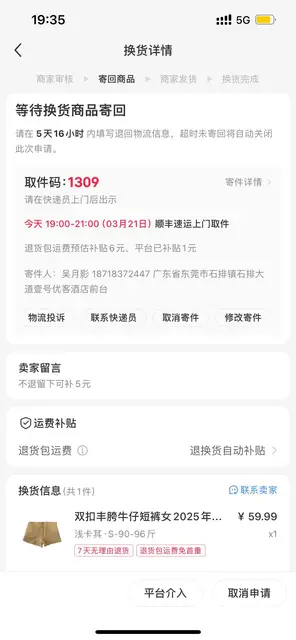 19:35
5G
换货详情
商家审核 寄回商品 商家发货 换货完成
等待换货商品寄回
请在 5天16小时 内填写退回物流信息，超时未寄回将自动关闭
此次申请。
取件码：1309 寄件详情
请在快递员上门后出示
今天 19:00-21:00 (03月21日) 顺丰速运上门取件
退货包运费预估补贴6元，平台已补贴1元
寄件人：吴月影 18718372447 广东省东莞市石排镇石排大
道壹号优客酒店前台
物流投诉 联系快递员 取消寄件 修改寄件
卖家留言
不退留下可补5元
运费补贴
退货包运费 退换货自动补贴
换货信息(共1件) 联系卖家
双扣丰胯牛仔短裤女2025年... ¥ 59.99
浅卡其 · S-90-96斤 x1
7天无理由退货 退货包运费免首重
平台介入 取消申请